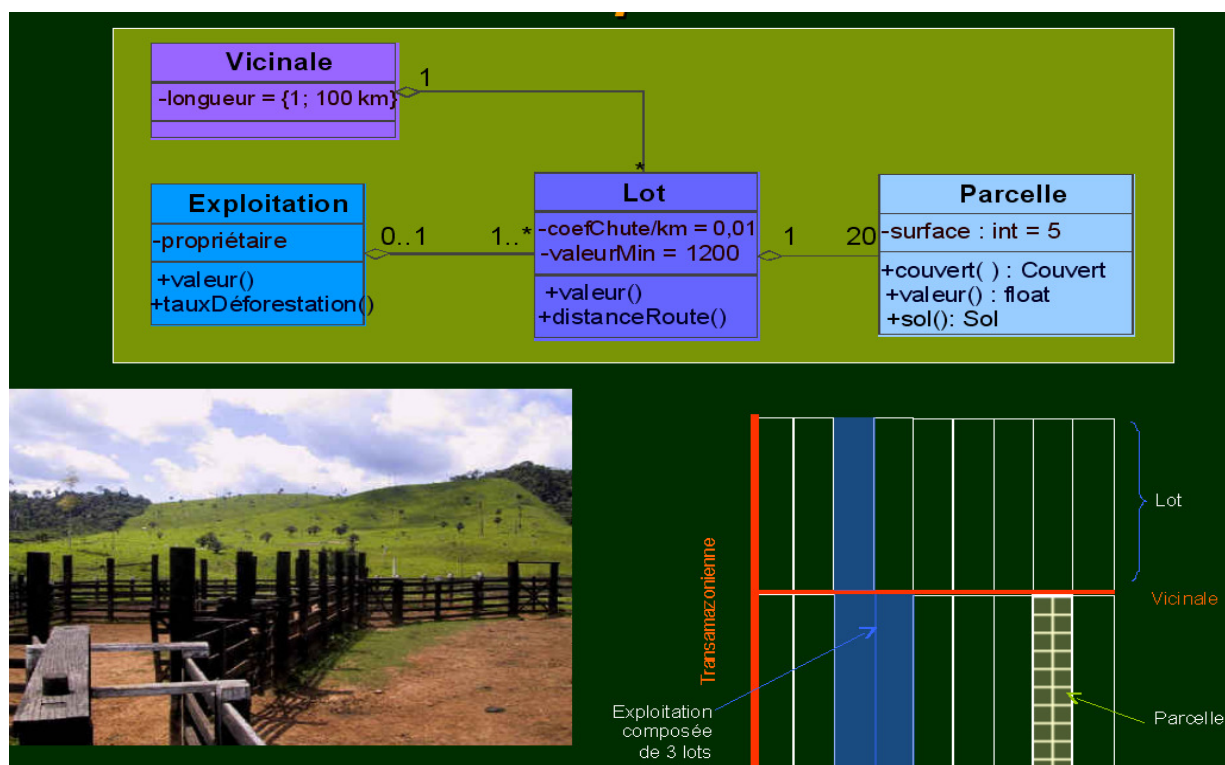 Vicinale
-longueur = {1; 100 km}
1
*
Exploitation
-propriétaire
+valeur()
+tauxDéforestation()
0..1
1..*
Lot
-coefChute/km = 0,01
-valeurMin = 1200
+valeur()
+distanceRoute()
1
20
Parcelle
-surface : int = 5
+couvert( ) : Couvert
+valeur() : float
+sol(): Sol
Transamazonienne
Lot
Vicinale
Exploitation
composée
de 3 lots
Parcelle